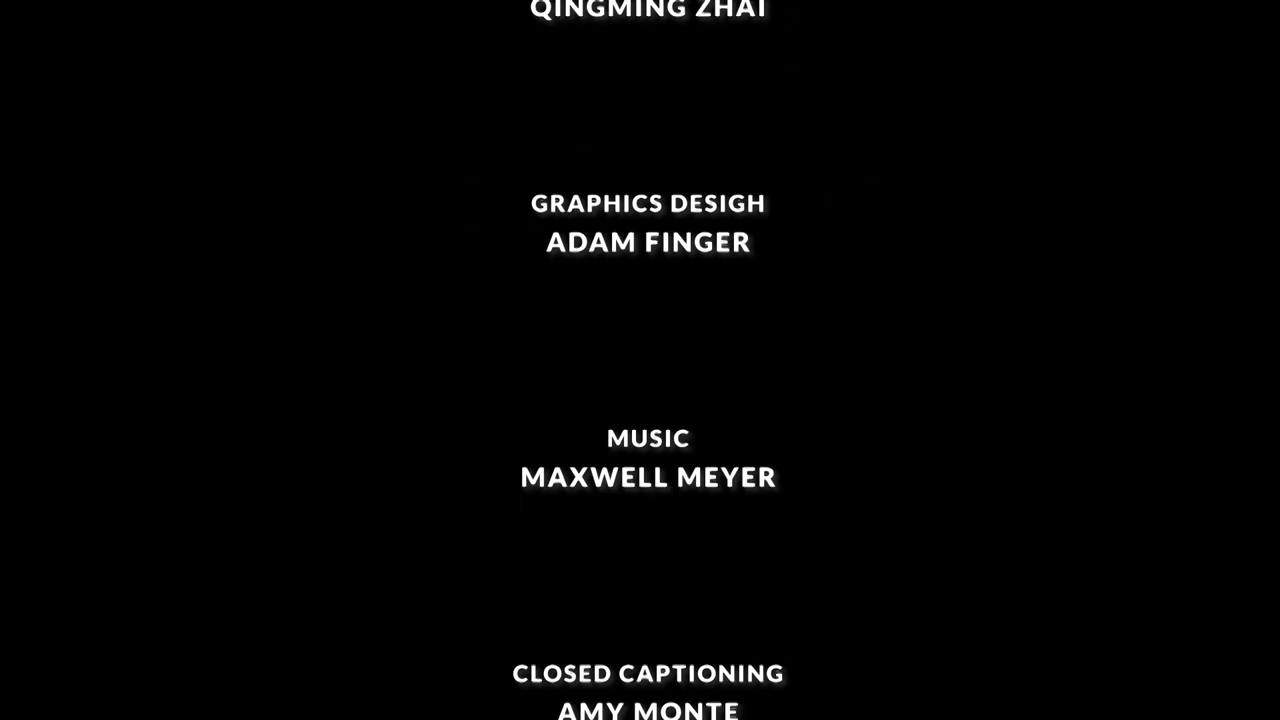 QINGMING ZHAI
GRAPHICS DESIGH
ADAM FINGER
MUSIC
MAXWELL MEYER
CLOSED CAPTIONING
AMY MONTE